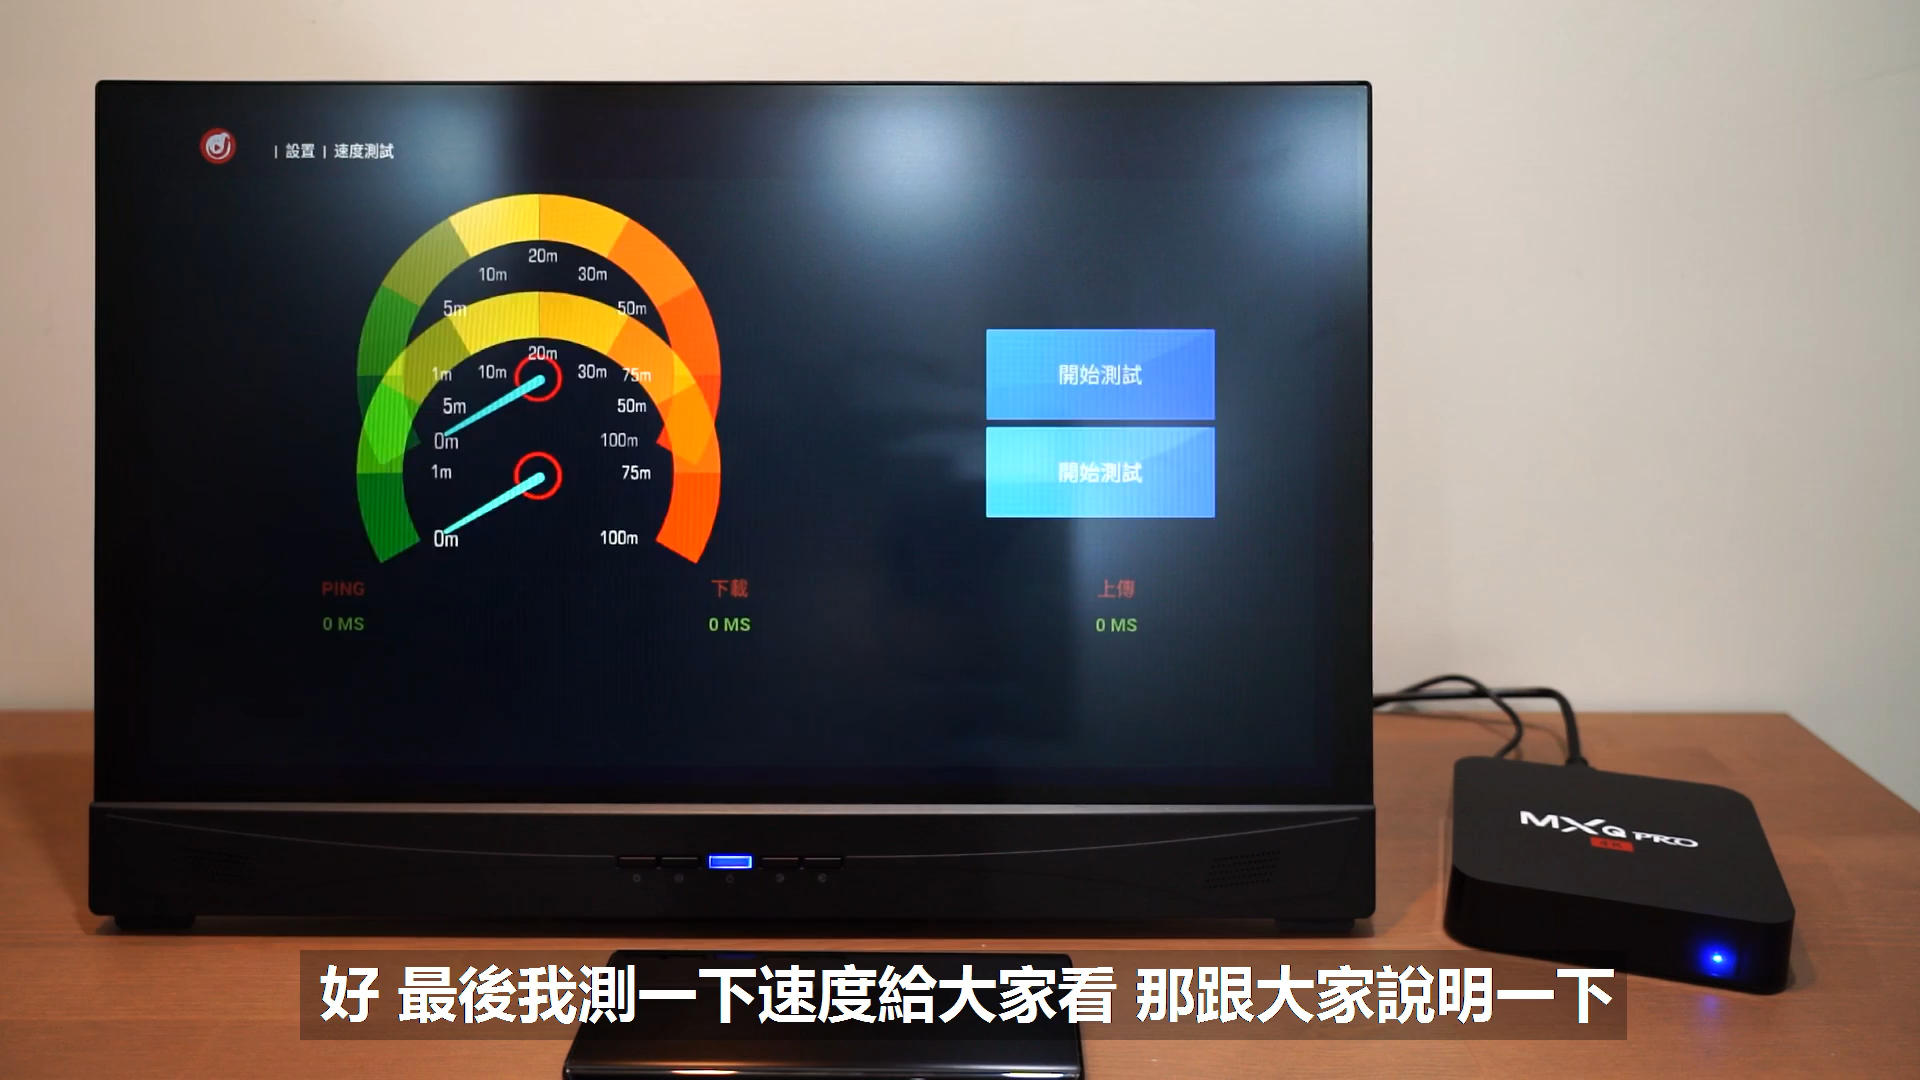 | 設置 | 速度測試
20m
10m 30m
5m 50m
20m
1m 10m 30m 75m
5m 50m
0m 100m
1m 75m
0m 100m
開始測試
開始測試
PING 下載 上傳
0 MS 0 MS 0 MS
MXQ PRO
4K
好 最後我測一下速度給大家看 那跟大家說明一下